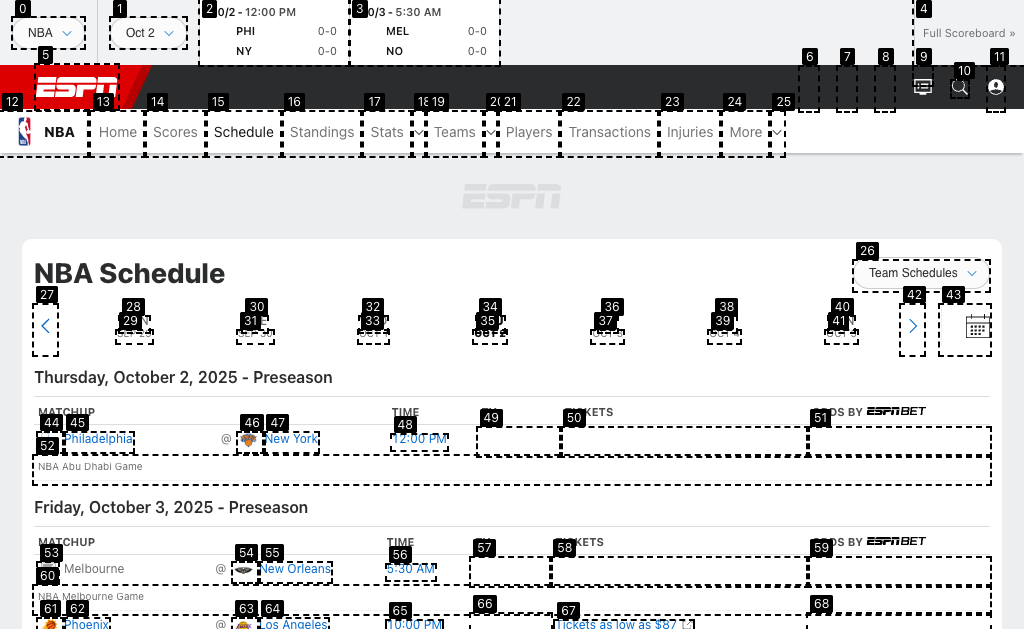 NBA
Oct 2
0/2 - 12:00 PM
PHI 0-0
NY 0-0
0/3 - 5:30 AM
MEL 0-0
NO 0-0
Full Scoreboard »
0
1
2
3
4
5
6
7
8
9
10
11
ESPN
12
13
14
15
16
17
18
19
20
21
22
23
24
25
NBA
Home
Scores
Schedule
Standings
Stats
Teams
Players
Transactions
Injuries
More
ESPN
NBA Schedule
26
Team Schedules
27
28
29
30
31
32
33
34
35
36
37
38
39
40
41
42
43
Thursday, October 2, 2025 - Preseason
MATCHUP
TIME
TICKETS
ODDS BY ESPN BET
44
45
46
47
48
49
50
51
Philadelphia
@
New York
12:00 PM
52
NBA Abu Dhabi Game
Friday, October 3, 2025 - Preseason
MATCHUP
TIME
TICKETS
ODDS BY ESPN BET
53
54
55
56
57
58
59
Melbourne
@
New Orleans
5:30 AM
60
NBA Melbourne Game
61
62
63
64
65
66
67
68
Phoenix
@
Los Angeles
10:00 PM
Tickets as low as $87